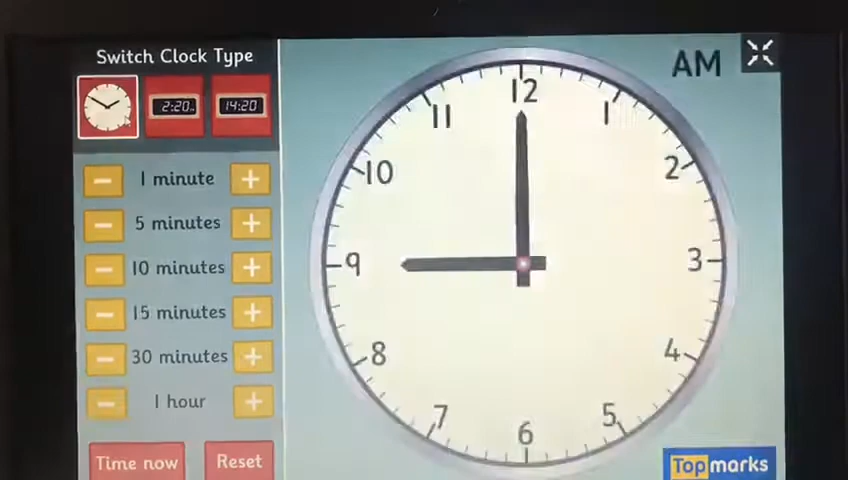 Switch Clock Type
2:20
14:20
1 minute
5 minutes
10 minutes
15 minutes
30 minutes
1 hour
Time now
Reset
AM
12
1
2
3
4
5
6
7
8
9
10
11
Topmarks